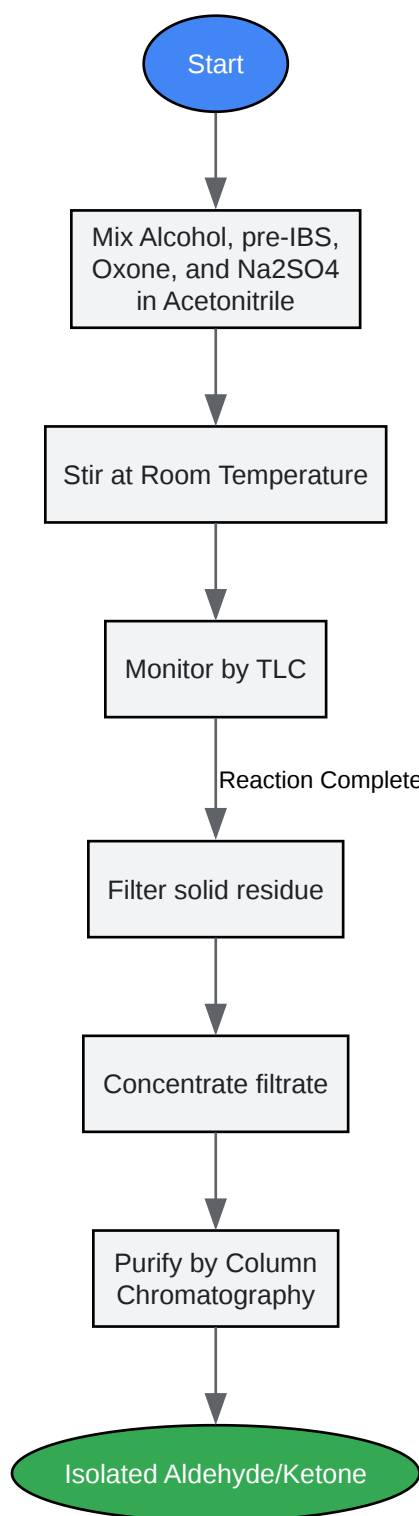 Start
Mix Alcohol, pre-IBS,
Oxone, and Na2SO4
in Acetonitrile
Stir at Room Temperature
Monitor by TLC
Reaction Complete
Filter solid residue
Concentrate filtrate
Purify by Column
Chromatography
Isolated Aldehyde/Ketone